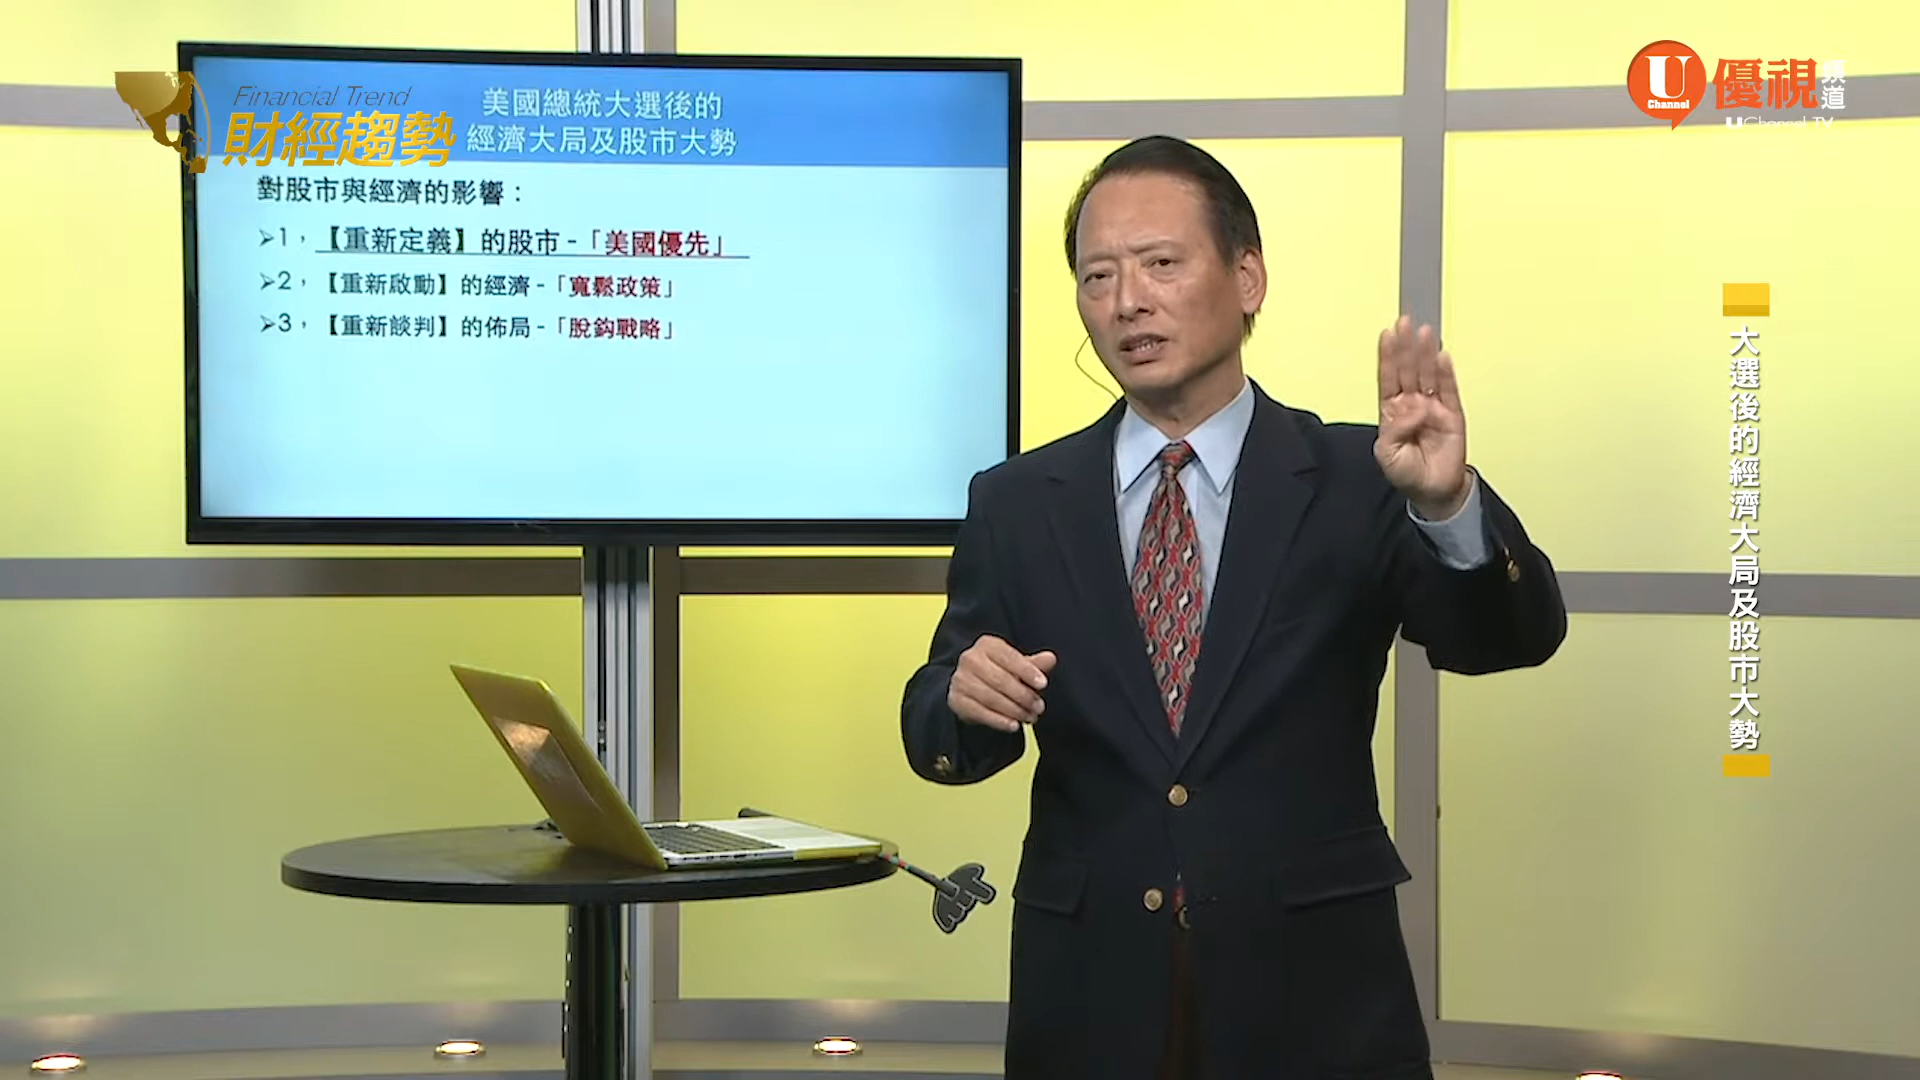 Financial Trend
財經趨勢
美國總統大選後的
經濟大局及股市大勢
對股市與經濟的影響：
➢1，【重新定義】的股市-「美國優先」
➢2，【重新啟動】的經濟-「寬鬆政策」
➢3，【重新談判】的佈局-「脫鈎戰略」
U Channel
優視頻道
UChannel TV
大選後的經濟大局及股市大勢